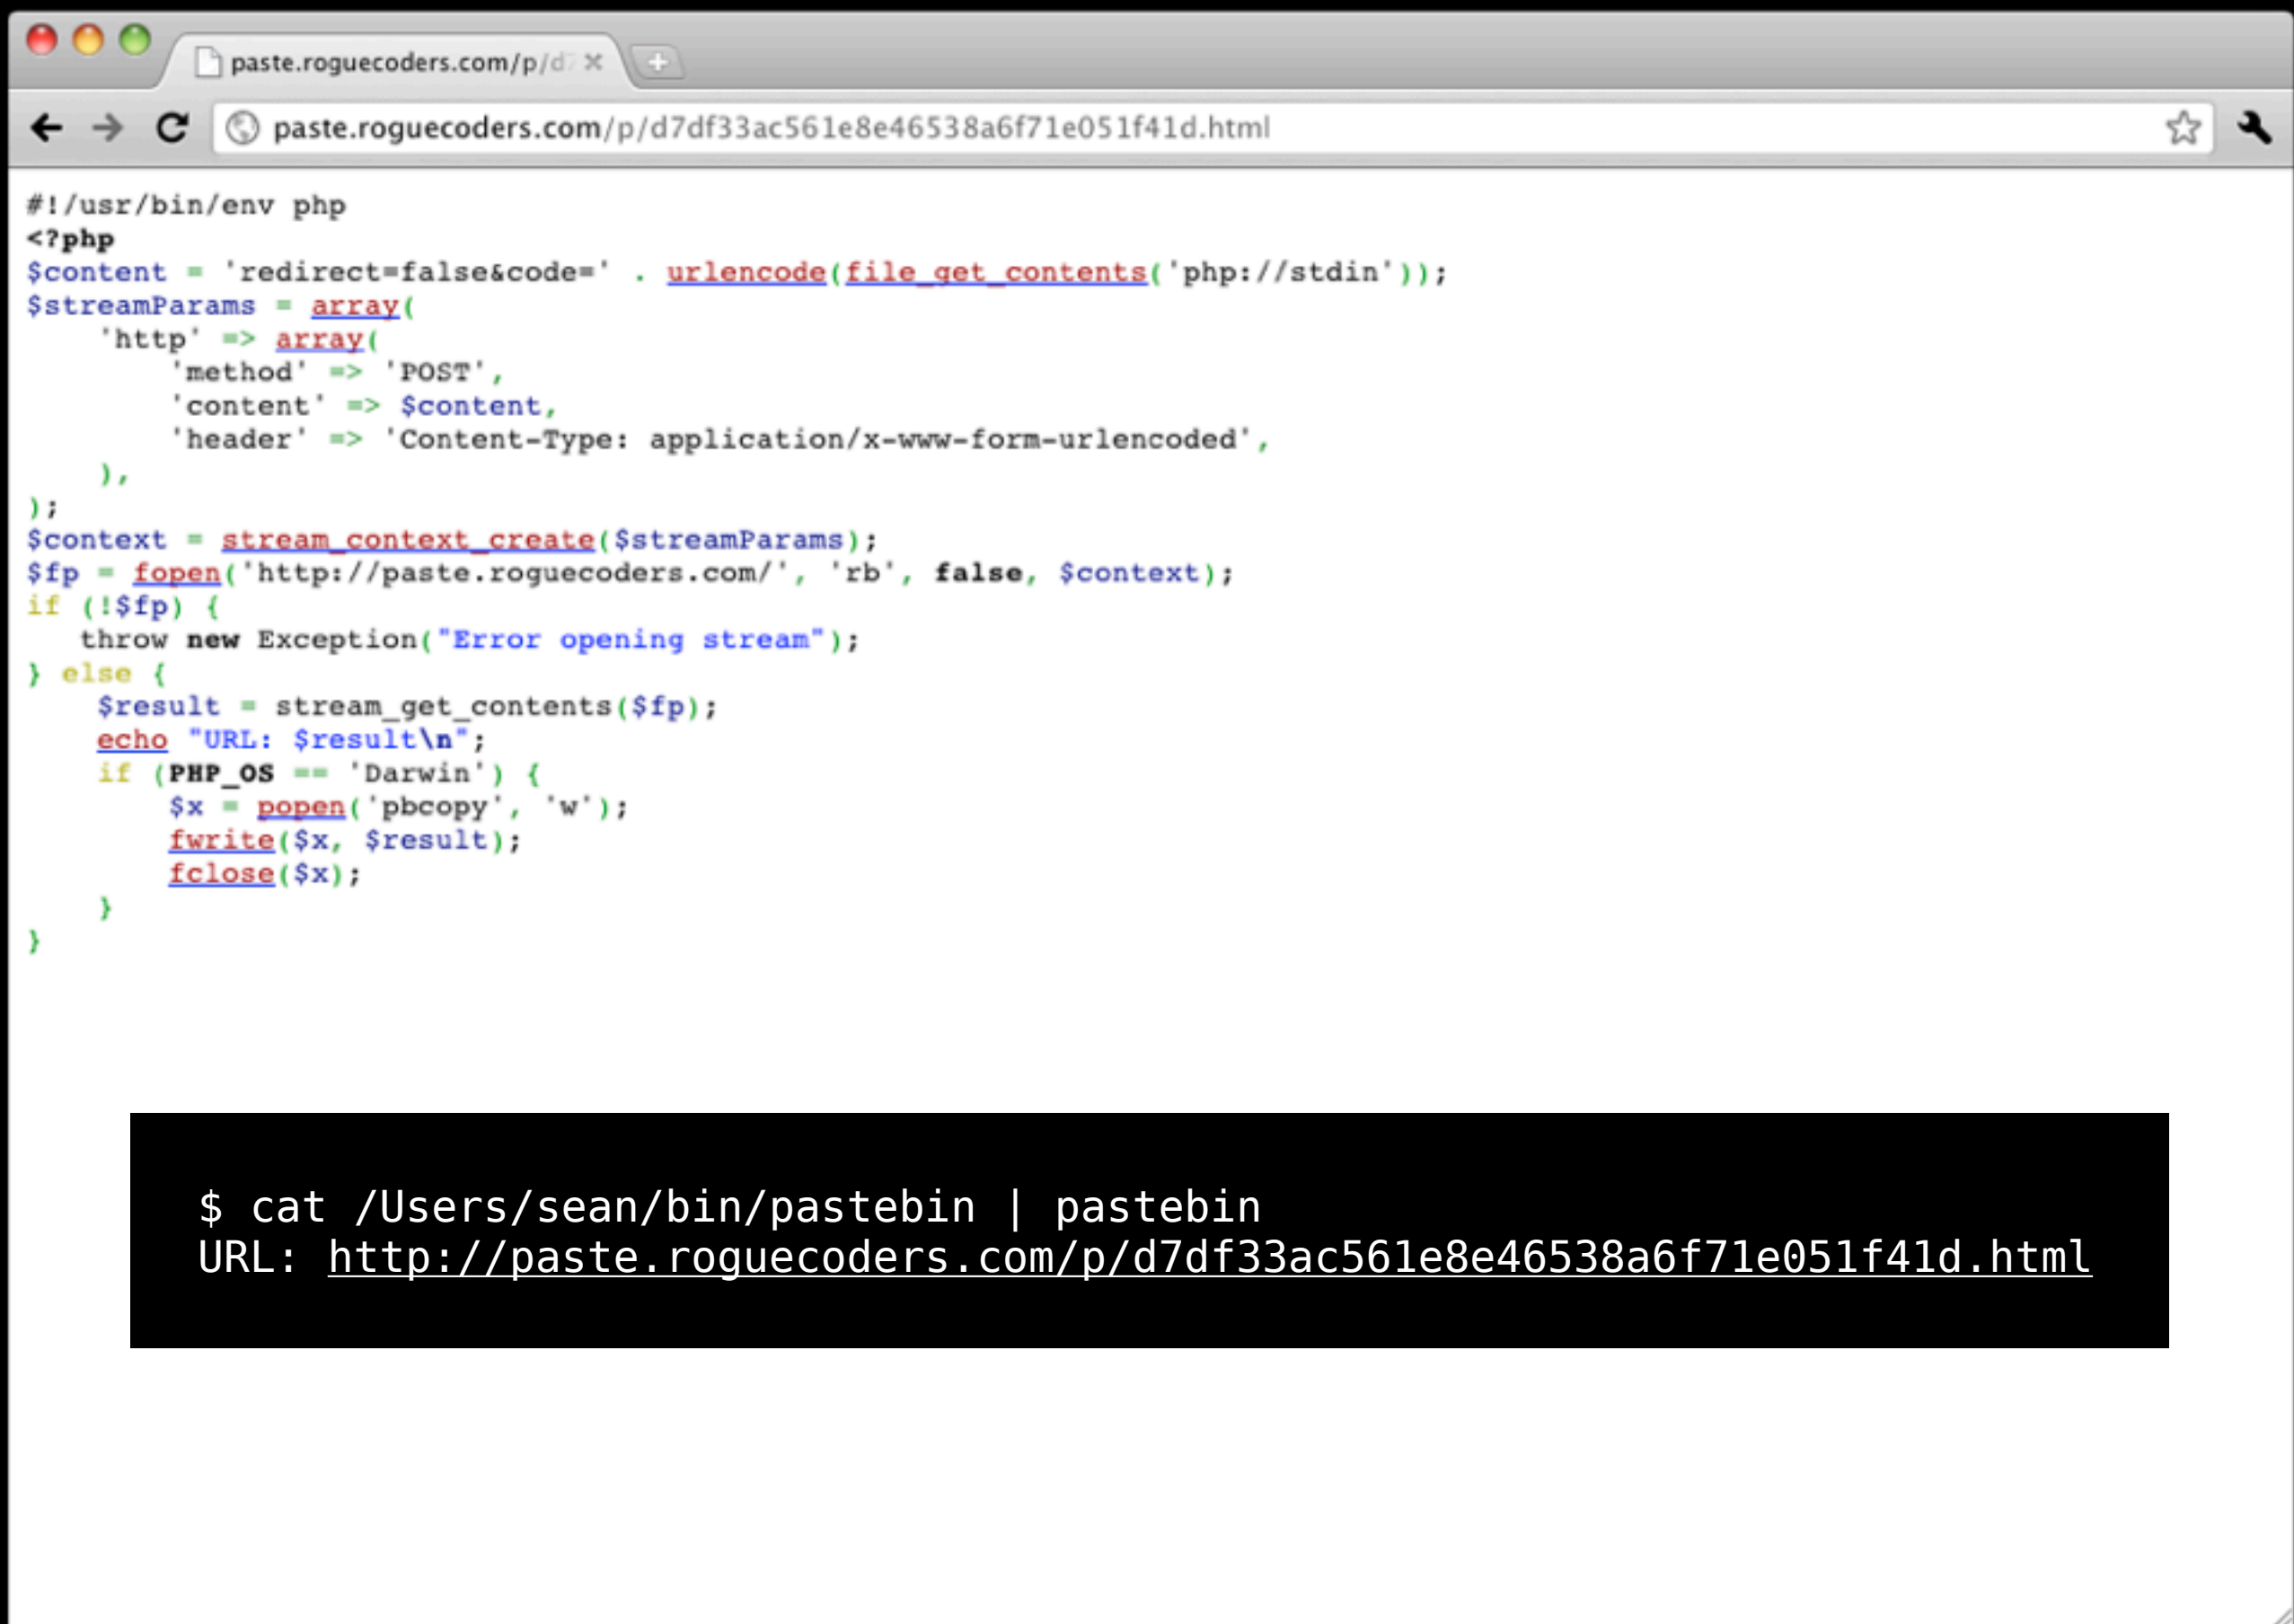 paste.roguecoders.com/p/d7
paste.roguecoders.com/p/d7df33ac561e8e46538a6f71e051f41d.html
#!/usr/bin/env php
<?php
$content = 'redirect=false&code=' . urlencode(file_get_contents('php://stdin'));
$streamParams = array(
    'http' => array(
        'method' => 'POST',
        'content' => $content,
        'header' => 'Content-Type: application/x-www-form-urlencoded',
    ),
);
$context = stream_context_create($streamParams);
$fp = fopen('http://paste.roguecoders.com/', 'rb', false, $context);
if (!$fp) {
   throw new Exception("Error opening stream");
} else {
    $result = stream_get_contents($fp);
    echo "URL: $result\n";
    if (PHP_OS == 'Darwin') {
        $x = popen('pbcopy', 'w');
        fwrite($x, $result);
        fclose($x);
    }
}
$ cat /Users/sean/bin/pastebin | pastebin
URL: http://paste.roguecoders.com/p/d7df33ac561e8e46538a6f71e051f41d.html